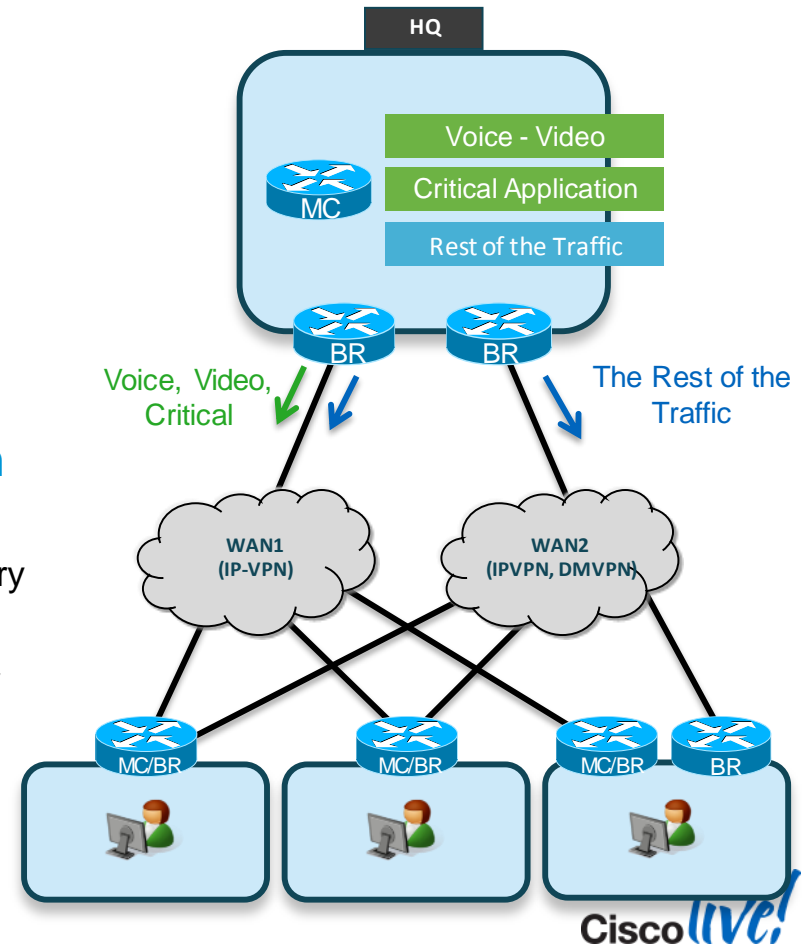 HQ
Voice - Video
Critical Application
Rest of the Traffic
MC
BR
BR
Voice, Video,
Critical
The Rest of the
Traffic
WAN1
(IP-VPN)
WAN2
(IPVPN, DMVPN)
ry
MC/BR
MC/BR
MC/BR
BR
Cisco live!